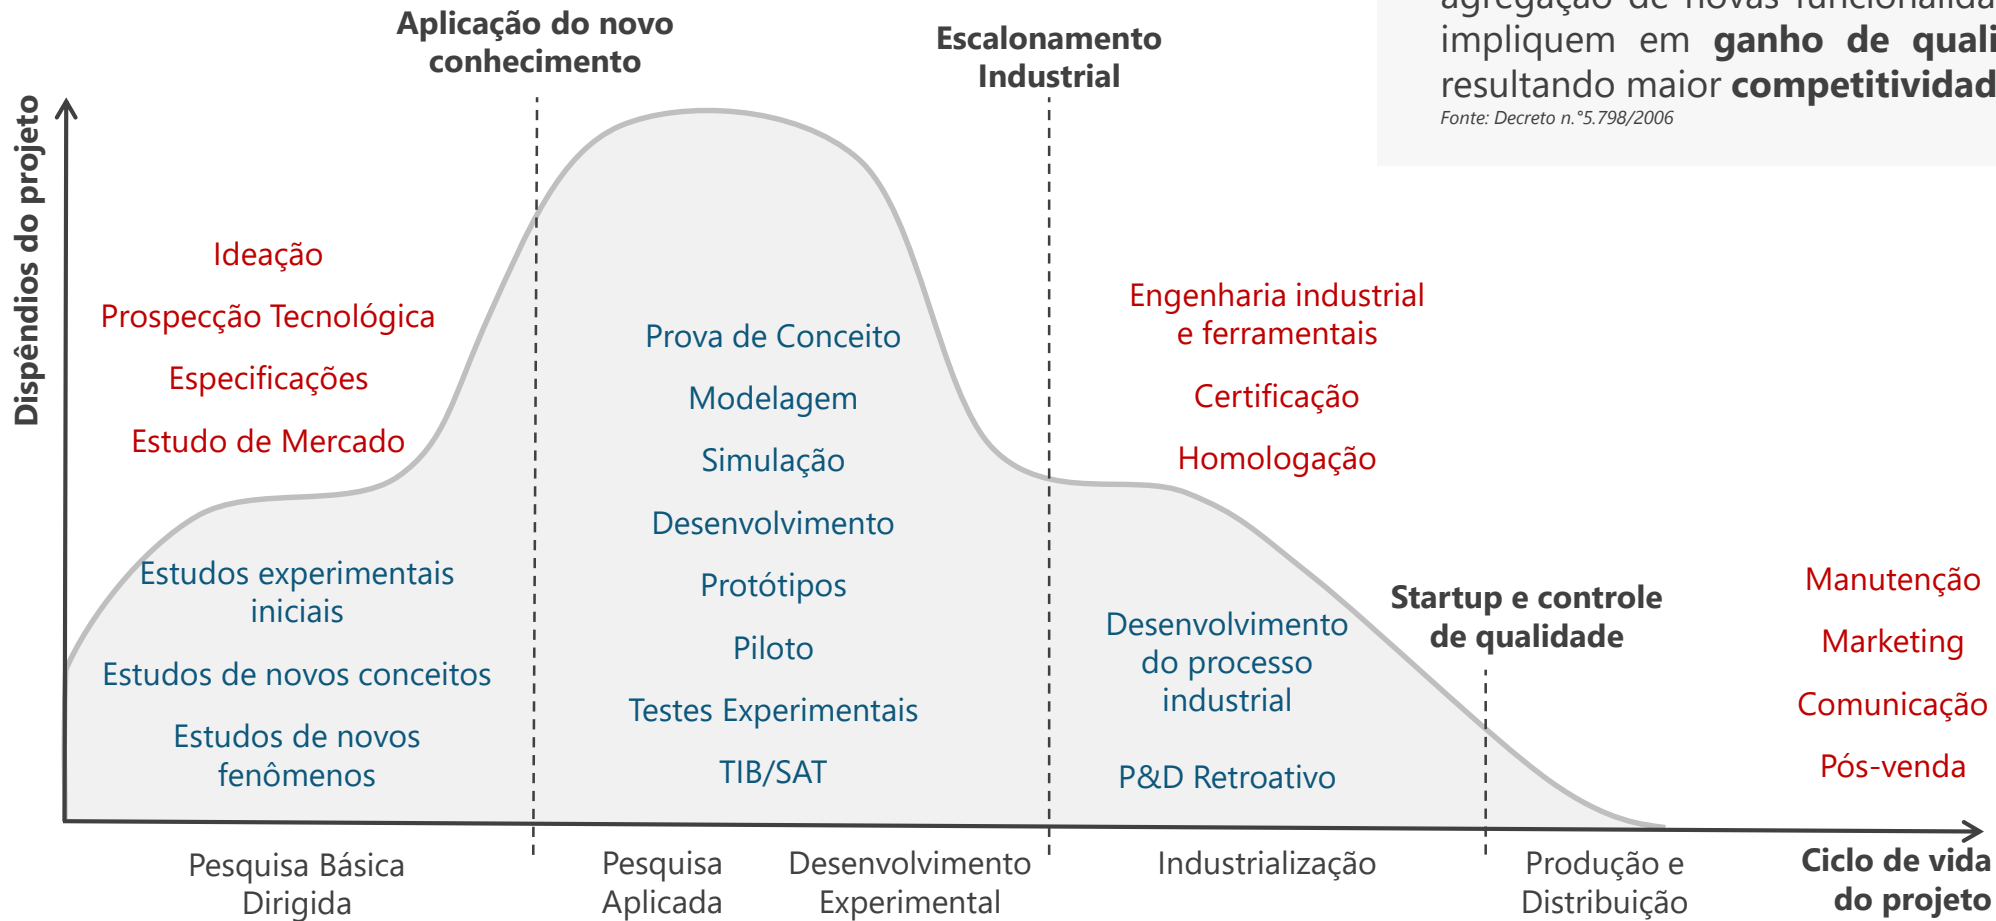 agregação de novas
impliquem em ganho de
resultando maior
Fonte: Decreto n.°5.798/2006
Aplicação do novo
conhecimento
Escalonamento
Industrial
Dispêndios do projeto
Ideação
Prospecção Tecnológica
Especificações
Estudo de Mercado
Estudos experimentais
iniciais
Estudos de novos conceitos
Estudos de novos
fenômenos
Prova de Conceito
Modelagem
Simulação
Desenvolvimento
Protótipos
Piloto
Testes Experimentais
TIB/SAT
Engenharia industrial
e ferramentais
Certificação
Homologação
Desenvolvimento
do processo
industrial
P&D Retroativo
Startup e controle
de qualidade
Manutenção
Marketing
Comunicação
Pós-venda
Pesquisa Básica
Dirigida
Pesquisa
Aplicada
Desenvolvimento
Experimental
Industrialização
Produção e
Distribuição
Ciclo de vida
do projeto